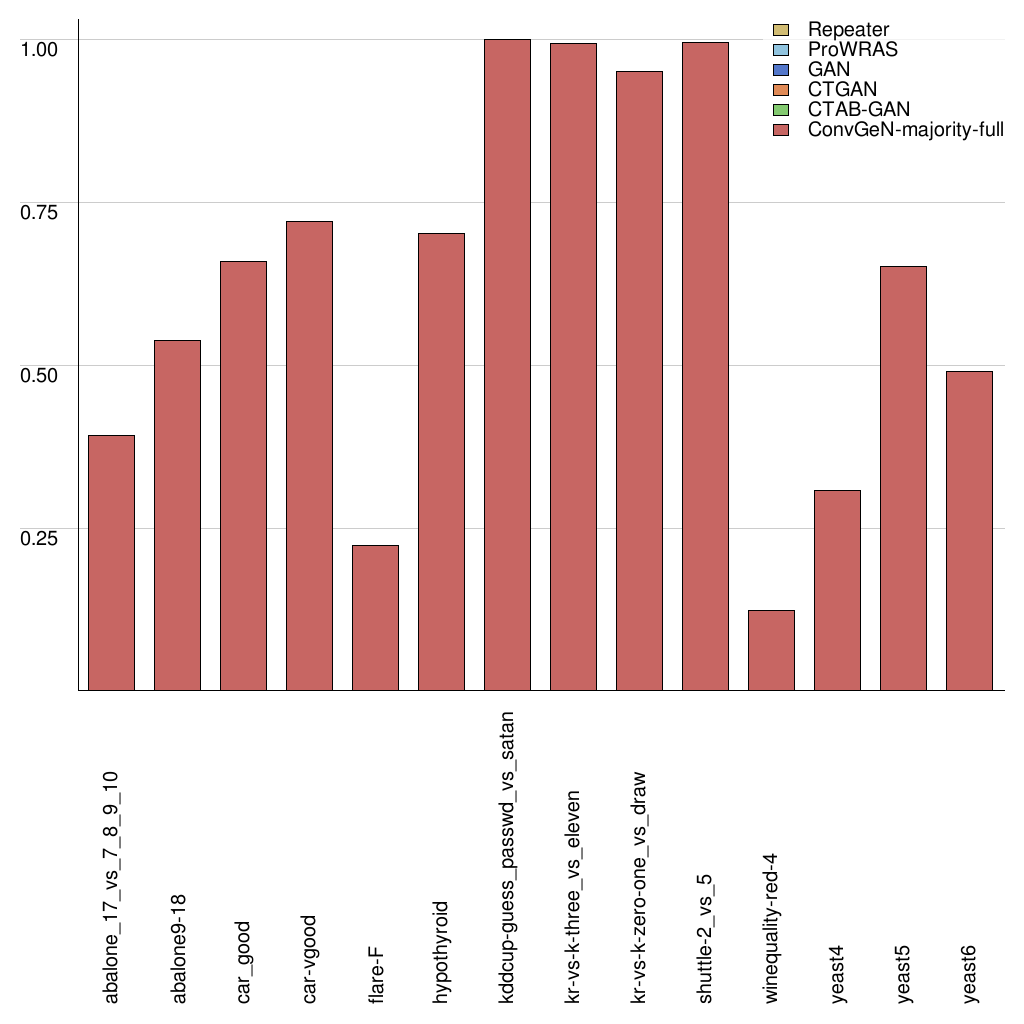 1.00
0.75
0.50
0.25
Repeater
ProWRAS
GAN
CTGAN
CTAB-GAN
ConvGeN-majority-full
abalone_17_vs_7_8_9_10
abalone9-18
car_good
car-vgood
flare-F
hypothyroid
kddcup-guess_passwd_vs_satan
kr-vs-k-three_vs_eleven
kr-vs-k-zero-one_vs_draw
shuttle-2_vs_5
winequality-red-4
yeast4
yeast5
yeast6